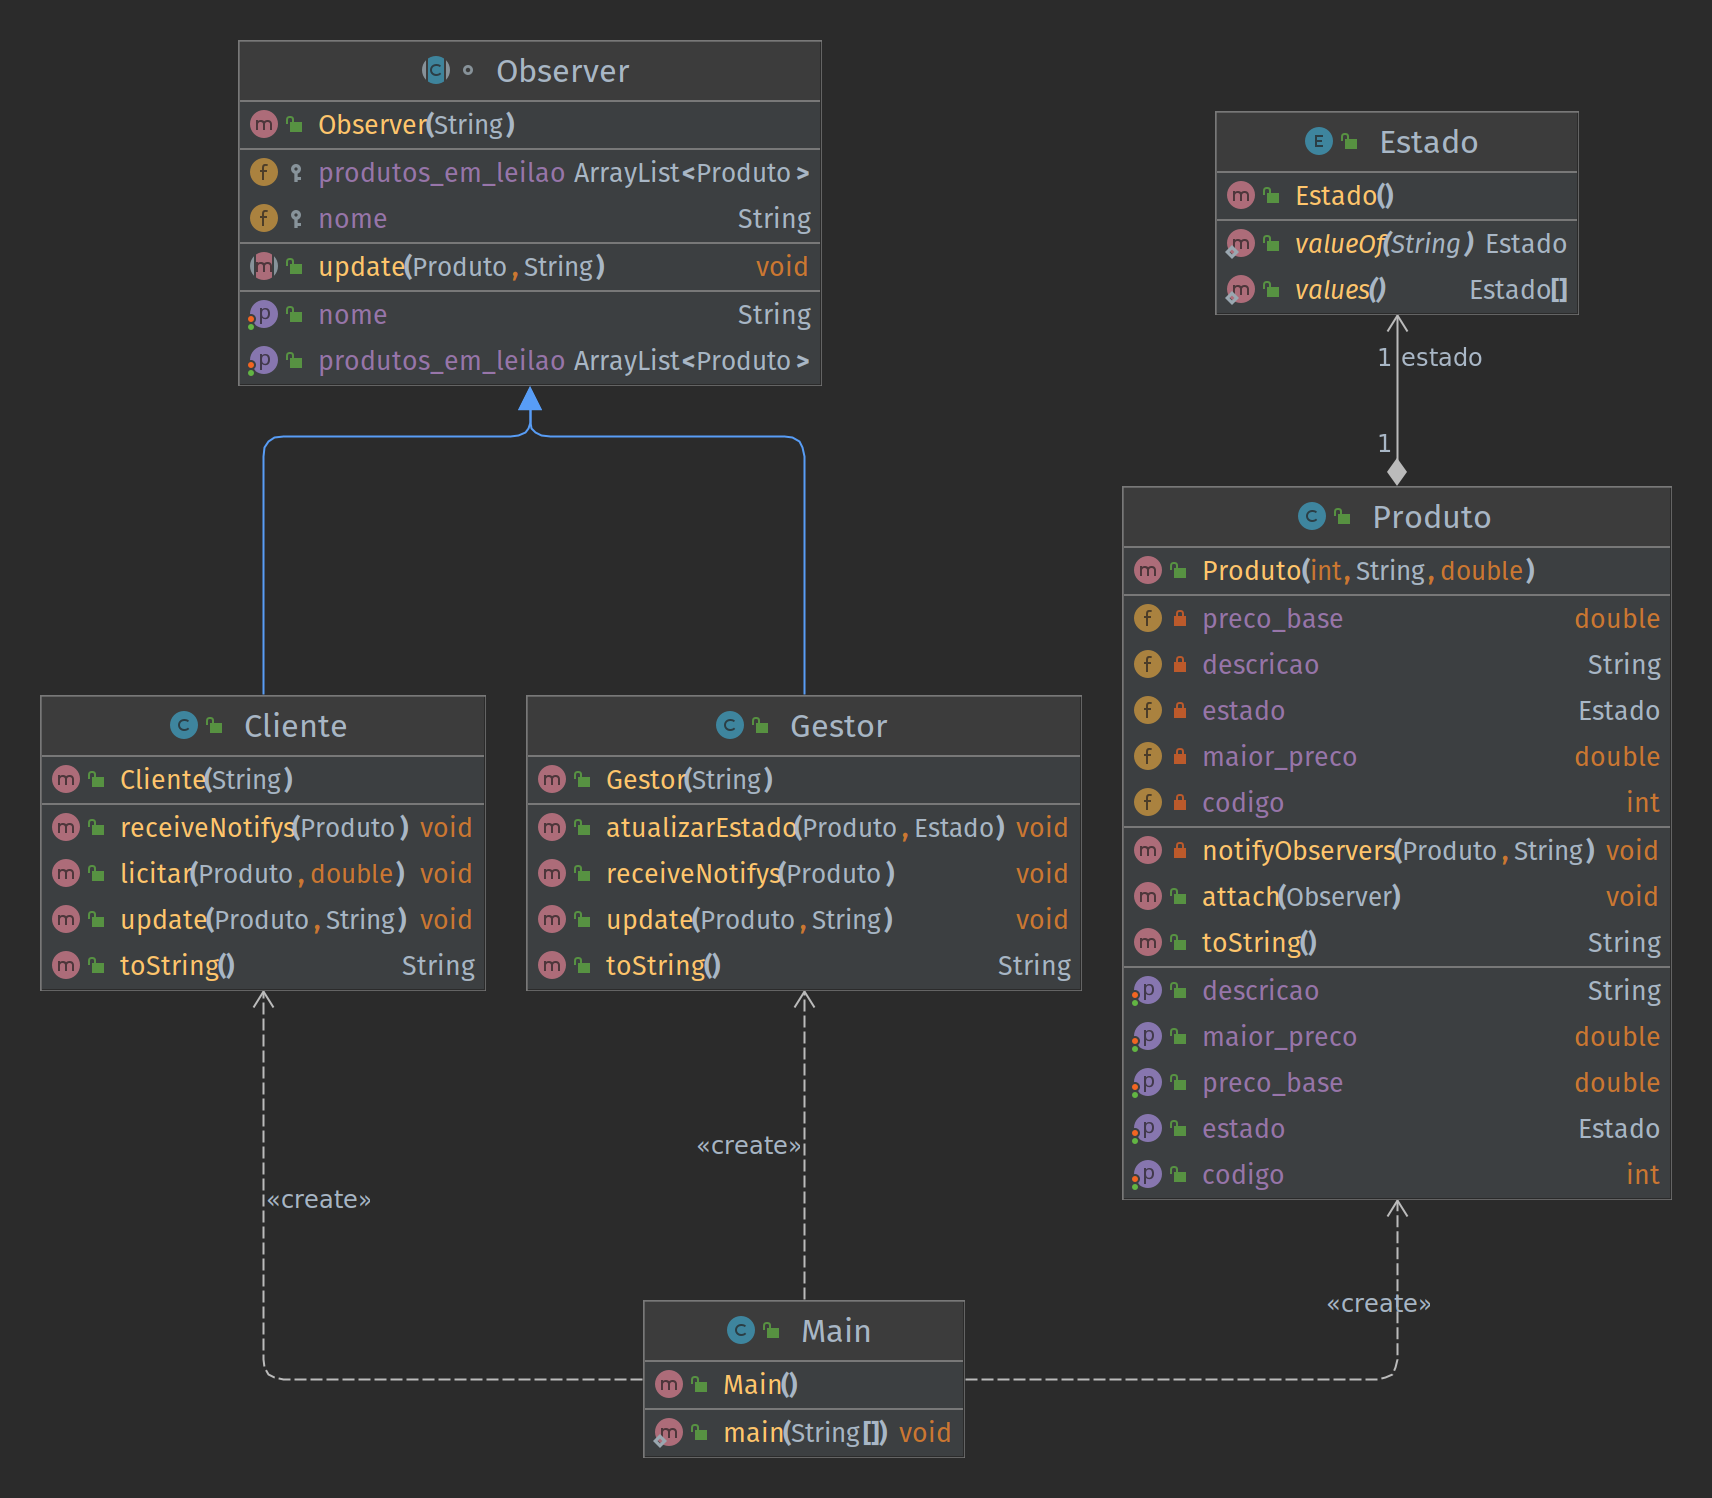 Observer
Observer(String)
produtos_em_leilao ArrayList<Produto>
nome String
update(Produto, String) void
nome String
produtos_em_leilao ArrayList<Produto>
Estado
Estado()
valueOf(String) Estado
values() Estado[]
1 estado
1
Produto
Produto(int, String, double)
preco_base double
descricao String
estado Estado
maior_preco double
codigo int
notifyObservers(Produto, String) void
attach(Observer) void
toString() String
descricao String
maior_preco double
preco_base double
estado Estado
codigo int
Cliente
Cliente(String)
receiveNotifys(Produto) void
licitar(Produto, double) void
update(Produto, String) void
toString() String
Gestor
Gestor(String)
atualizarEstado(Produto, Estado) void
receiveNotifys(Produto) void
update(Produto, String) void
toString() String
«create»
«create»
«create»
Main
Main()
main(String[]) void